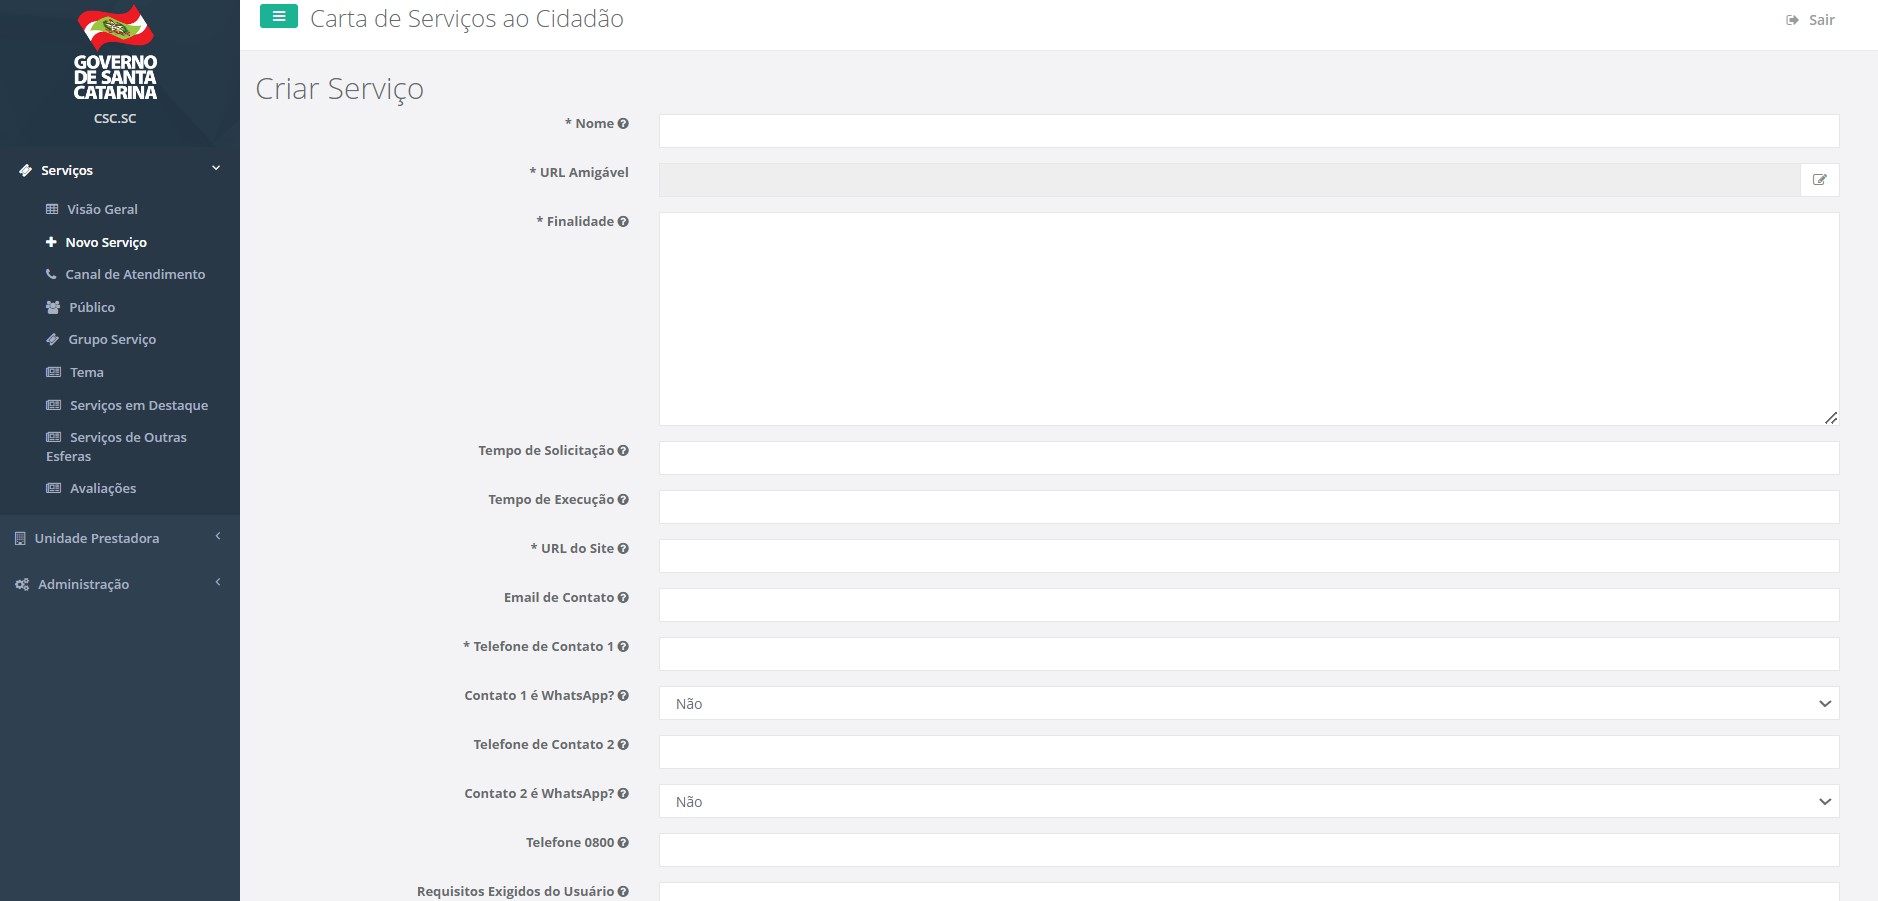 GOVERNO
DE SANTA
CATARINA
CSC.SC
Serviços
Visão Geral
Novo Serviço
Canal de Atendimento
Público
Grupo Serviço
Tema
Serviços em Destaque
Serviços de Outras
Esferas
Avaliações
Unidade Prestadora
Administração
Carta de Serviços ao Cidadão
Sair
Criar Serviço
* Nome
* URL Amigável
* Finalidade
Tempo de Solicitação
Tempo de Execução
* URL do Site
Email de Contato
* Telefone de Contato 1
Contato 1 é WhatsApp?
Não
Telefone de Contato 2
Contato 2 é WhatsApp?
Não
Telefone 0800
Requisitos Exigidos do Usuário